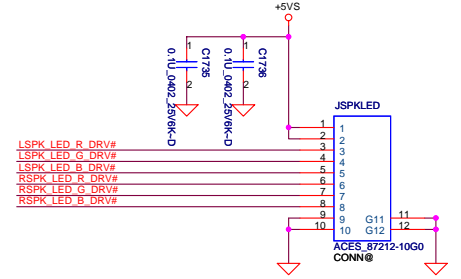 +5VS
1
2
C1735
0.1U_0402_25V6K~D
1
2
C1736
0.1U_0402_25V6K~D
JSPKLED
1 1
2 2
LSPK_LED_R_DRV# 3 3
LSPK_LED_G_DRV# 4 4
LSPK_LED_B_DRV# 5 5
RSPK_LED_R_DRV# 6 6
RSPK_LED_G_DRV# 7 7
RSPK_LED_B_DRV# 8 8
9 9 G11 11
10 10 G12 12
ACES_87212-10G0
CONN@